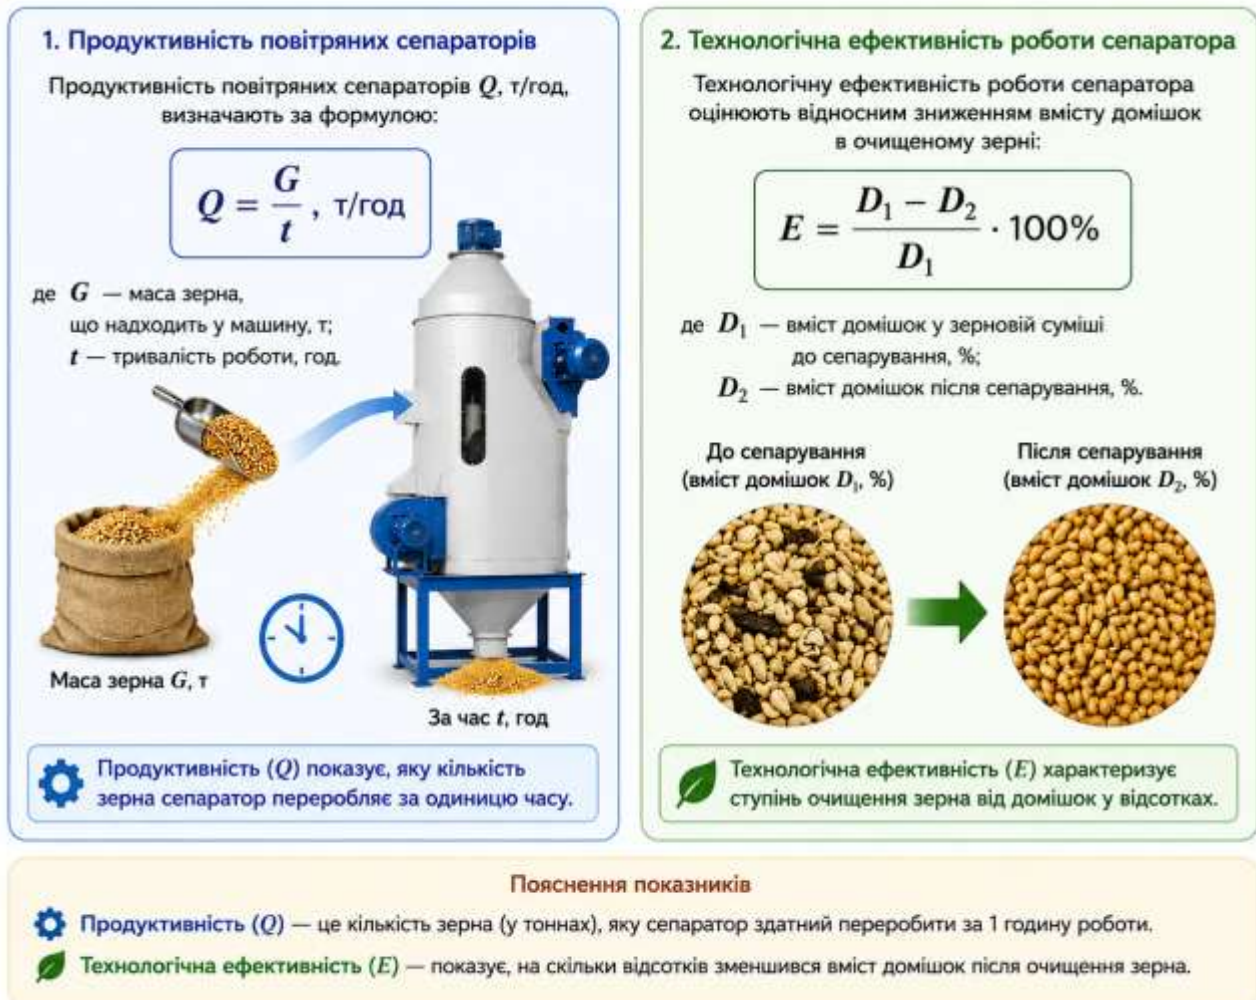 1. Продуктивність повітряних сепараторів
Продуктивність повітряних сепараторів Q, т/год,
визначають за формулою:
Q = G/t , т/год
де G — маса зерна,
що надходить у машину, т;
t — тривалість роботи, год.
Маса зерна G, т
За час t, год
Продуктивність (Q) показує, яку кількість
зерна сепаратор переробляє за одиницю часу.
2. Технологічна ефективність роботи сепаратора
Технологічну ефективність роботи сепаратора
оцінюють відносним зниженням вмісту домішок
в очищеному зерні:
E = (D₁ − D₂)/D₁ · 100%
де D₁ — вміст домішок у зерновій суміші
до сепарування, %;
D₂ — вміст домішок після сепарування, %.
До сепарування
(вміст домішок D₁, %)
Після сепарування
(вміст домішок D₂, %)
Технологічна ефективність (E) характеризує
ступінь очищення зерна від домішок у відсотках.
Пояснення показників
Продуктивність (Q) — це кількість зерна (у тоннах), яку сепаратор здатний переробити за 1 годину роботи.
Технологічна ефективність (E) — показує, на скільки відсотків зменшився вміст домішок після очищення зерна.